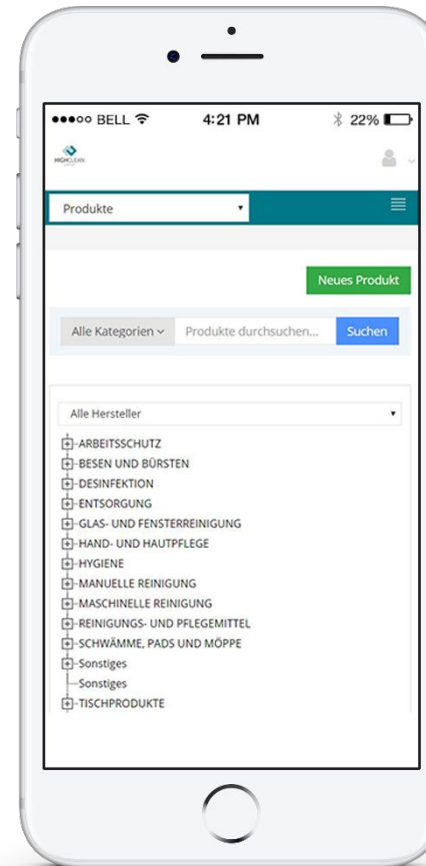 BELL 4:21 PM 22%
HIGHCLEAN
Produkte
Neues Produkt
Alle Kategorien Produkte durchsuchen... Suchen
Alle Hersteller
ARBEITSSCHUTZ
BESEN UND BÜRSTEN
DESINFEKTION
ENTSORGUNG
GLAS- UND FENSTERREINIGUNG
HAND- UND HAUTPFLEGE
HYGIENE
MANUELLE REINIGUNG
MASCHINELLE REINIGUNG
REINIGUNGS- UND PFLEGEMITTEL
SCHWÄMME, PADS UND MÖPPE
Sonstiges
Sonstiges
TISCHPRODUKTE